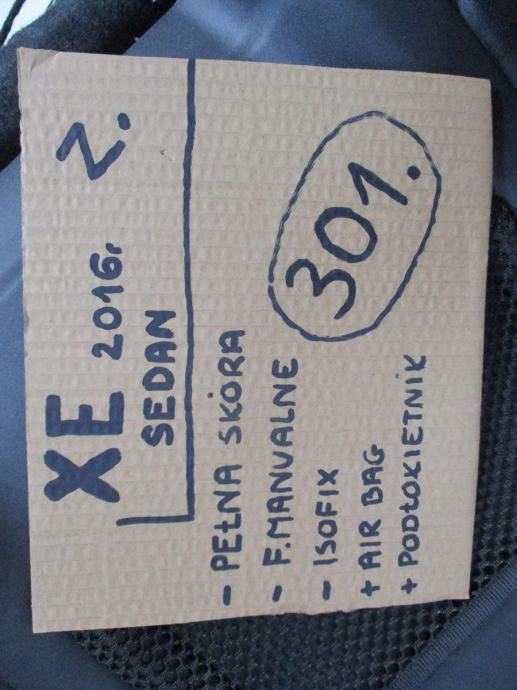 XE 2016r Z.
SEDAN
- PEŁNA SKÓRA
- F.MANUALNE
- ISOFIX
+ AIR BAG
+ PODŁOKIETNIK
301.